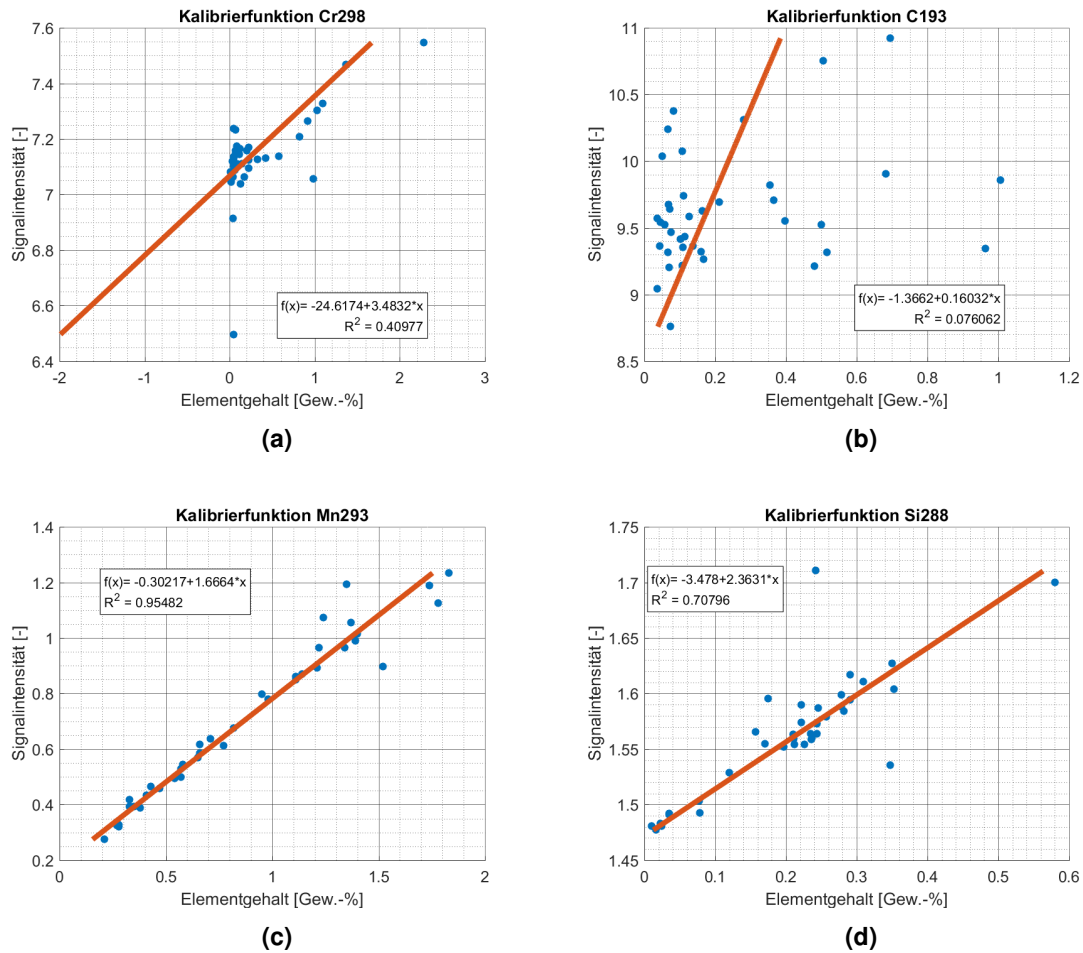 Kalibrierfunktion Cr298
7.6
7.4
7.2
7
6.8
6.6
6.4
Signalintensität [-]
f(x)= -24.6174+3.4832*x
R² = 0.40977
-2
-1
0
1
2
3
Elementgehalt [Gew.-%]
(a)
Kalibrierfunktion C193
11
10.5
10
9.5
9
8.5
Signalintensität [-]
f(x)= -1.3662+0.16032*x
R² = 0.076062
0
0.2
0.4
0.6
0.8
1
1.2
Elementgehalt [Gew.-%]
(b)
Kalibrierfunktion Mn293
1.4
1.2
1
0.8
0.6
0.4
0.2
Signalintensität [-]
f(x)= -0.30217+1.6664*x
R² = 0.95482
0
0.5
1
1.5
2
Elementgehalt [Gew.-%]
(c)
Kalibrierfunktion Si288
1.75
1.7
1.65
1.6
1.55
1.5
1.45
Signalintensität [-]
f(x)= -3.478+2.3631*x
R² = 0.70796
0
0.1
0.2
0.3
0.4
0.5
0.6
Elementgehalt [Gew.-%]
(d)